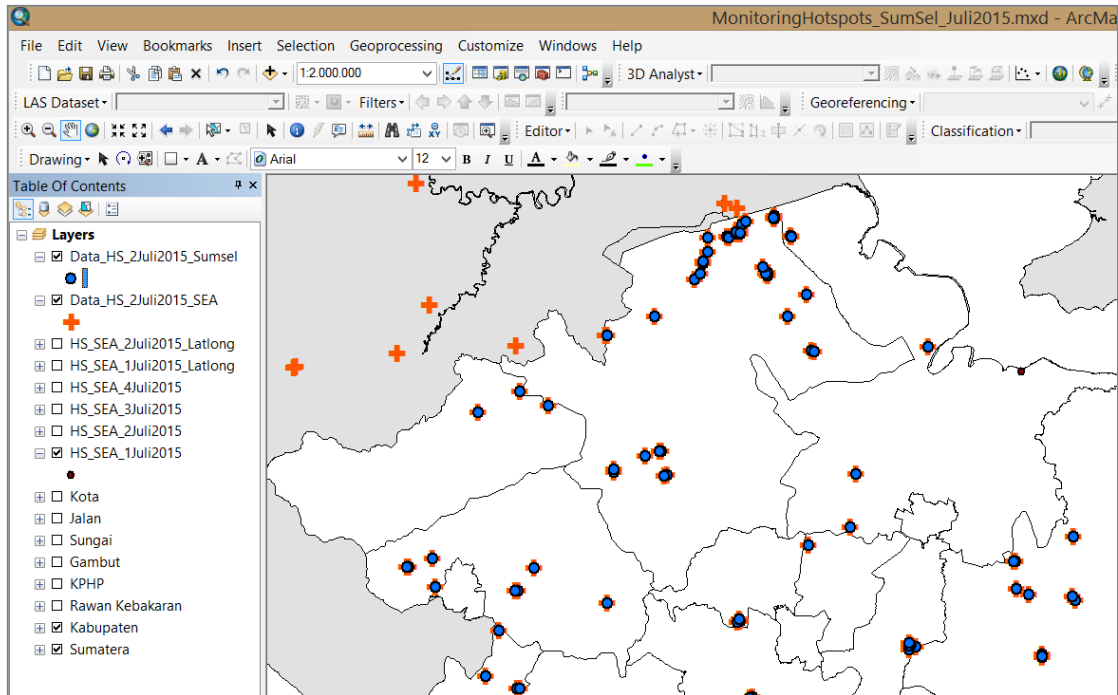 MonitoringHotspots_SumSel_Juli2015.mxd - ArcMa
File Edit View Bookmarks Insert Selection Geoprocessing Customize Windows Help
1:2.000.000 3D Analyst
LAS Dataset Filters Georeferencing
Editor Classification
Drawing A Arial 12 B I U A
Table Of Contents
Layers
Data_HS_2Juli2015_Sumsel
Data_HS_2Juli2015_SEA
HS_SEA_2Juli2015_Latlong
HS_SEA_1Juli2015_Latlong
HS_SEA_4Juli2015
HS_SEA_3Juli2015
HS_SEA_2Juli2015
HS_SEA_1Juli2015
Kota
Jalan
Sungai
Gambut
KPHP
Rawan Kebakaran
Kabupaten
Sumatera